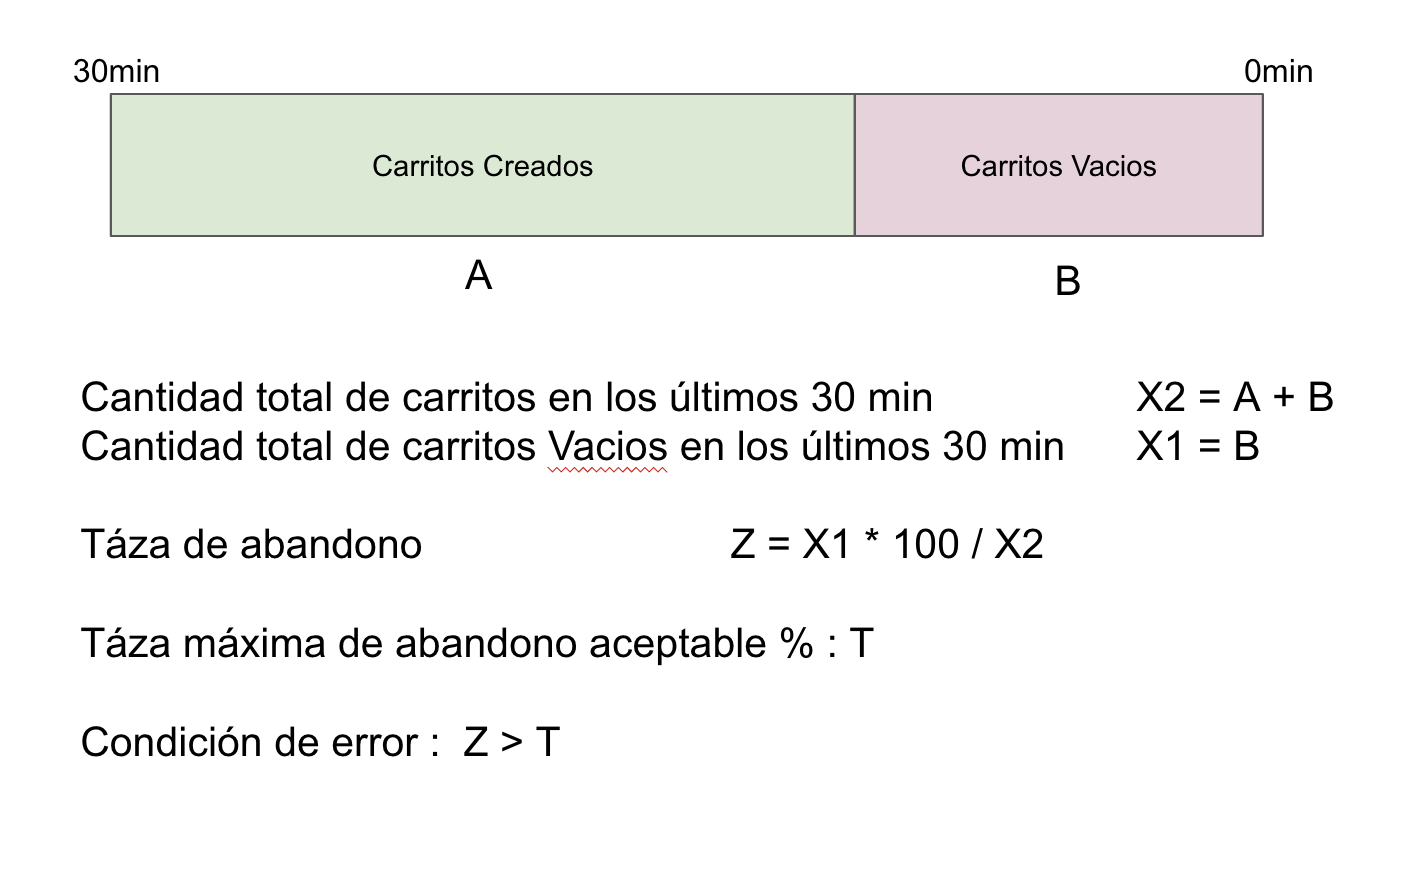 30min 0min
Carritos Creados Carritos Vacios
A B
Cantidad total de carritos en los últimos 30 min X2 = A + B
Cantidad total de carritos Vacios en los últimos 30 min X1 = B
Táza de abandono Z = X1 * 100 / X2
Táza máxima de abandono aceptable % : T
Condición de error : Z > T